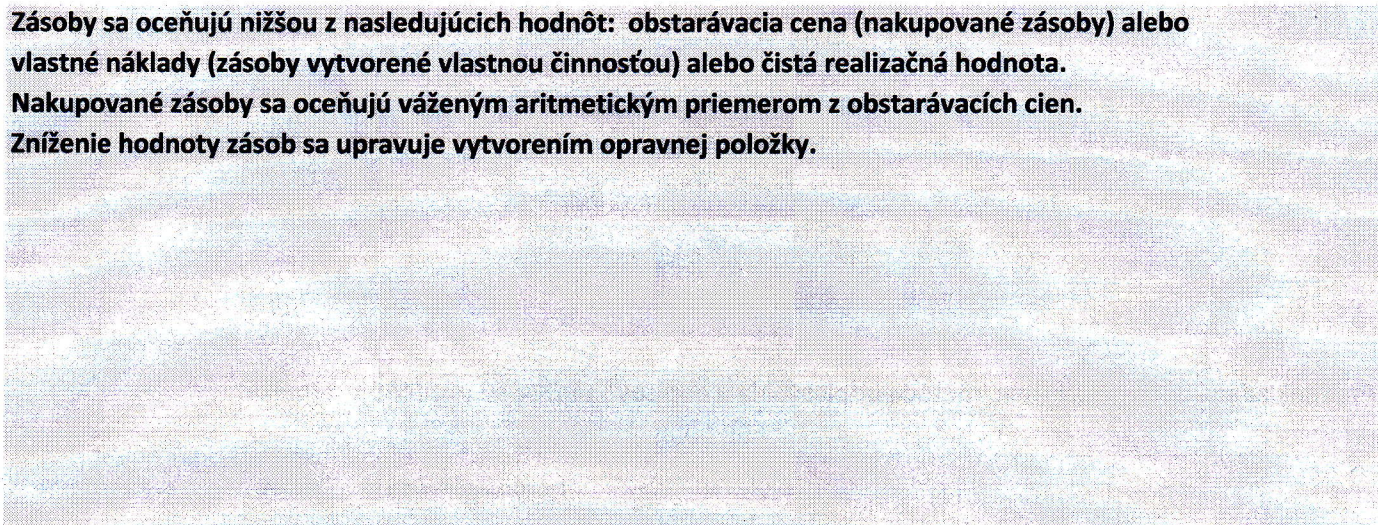 Zásoby sa oceňujú nižšou z nasledujúcich hodnôt:  obstarávacia cena (nakupované zásoby) alebo
vlastné náklady (zásoby vytvorené vlastnou činnosťou) alebo čistá realizačná hodnota.
Nakupované zásoby sa oceňujú váženým aritmetickým priemerom z obstarávacích cien.
Zníženie hodnoty zásob sa upravuje vytvorením opravnej položky.